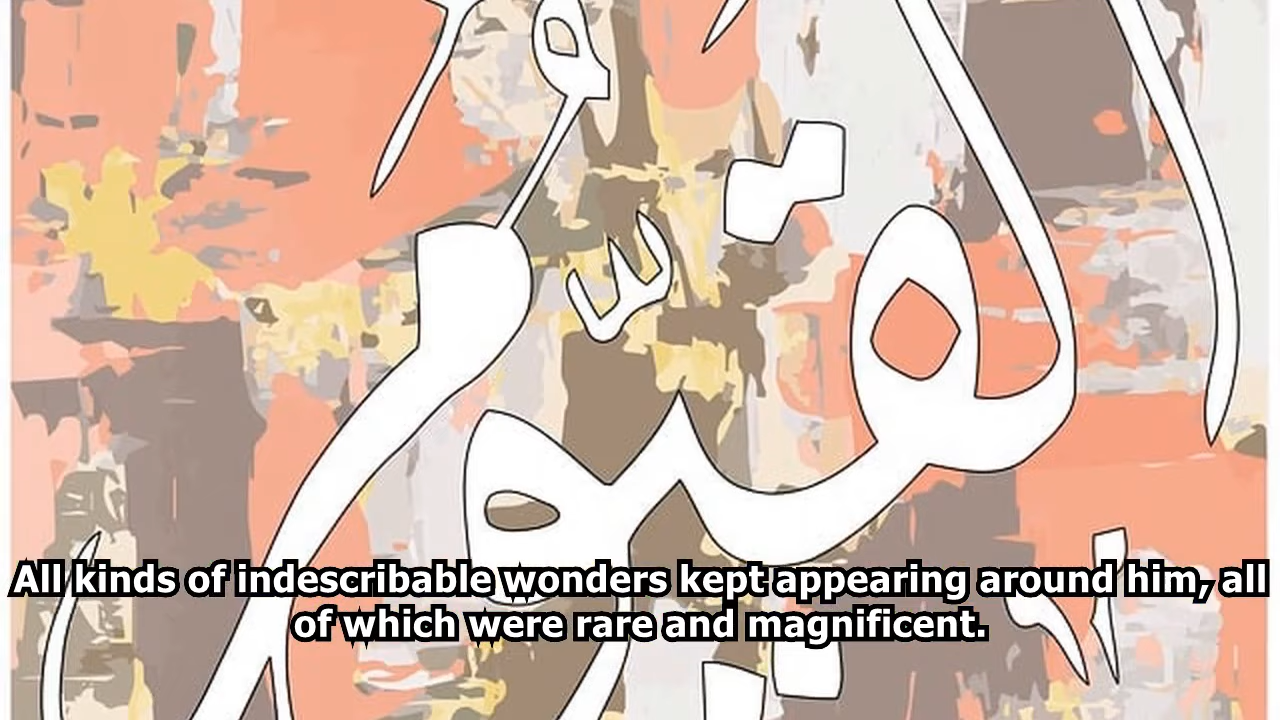 القيوم
All kinds of indescribable wonders kept appearing around him, all
of which were rare and magnificent.